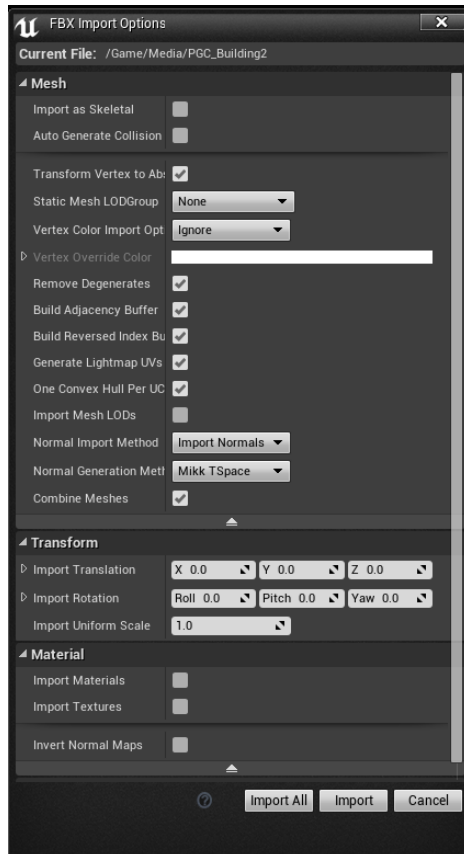 FBX Import Options
Current File: /Game/Media/PGC_Building2
Mesh
Import as Skeletal
Auto Generate Collision
Transform Vertex to Abs
Static Mesh LODGroup None
Vertex Color Import Opti Ignore
Vertex Override Color
Remove Degenerates
Build Adjacency Buffer
Build Reversed Index Bu
Generate Lightmap UVs
One Convex Hull Per UC
Import Mesh LODs
Normal Import Method Import Normals
Normal Generation Meth Mikk TSpace
Combine Meshes
Transform
Import Translation X 0.0 Y 0.0 Z 0.0
Import Rotation Roll 0.0 Pitch 0.0 Yaw 0.0
Import Uniform Scale 1.0
Material
Import Materials
Import Textures
Invert Normal Maps
? Import All Import Cancel